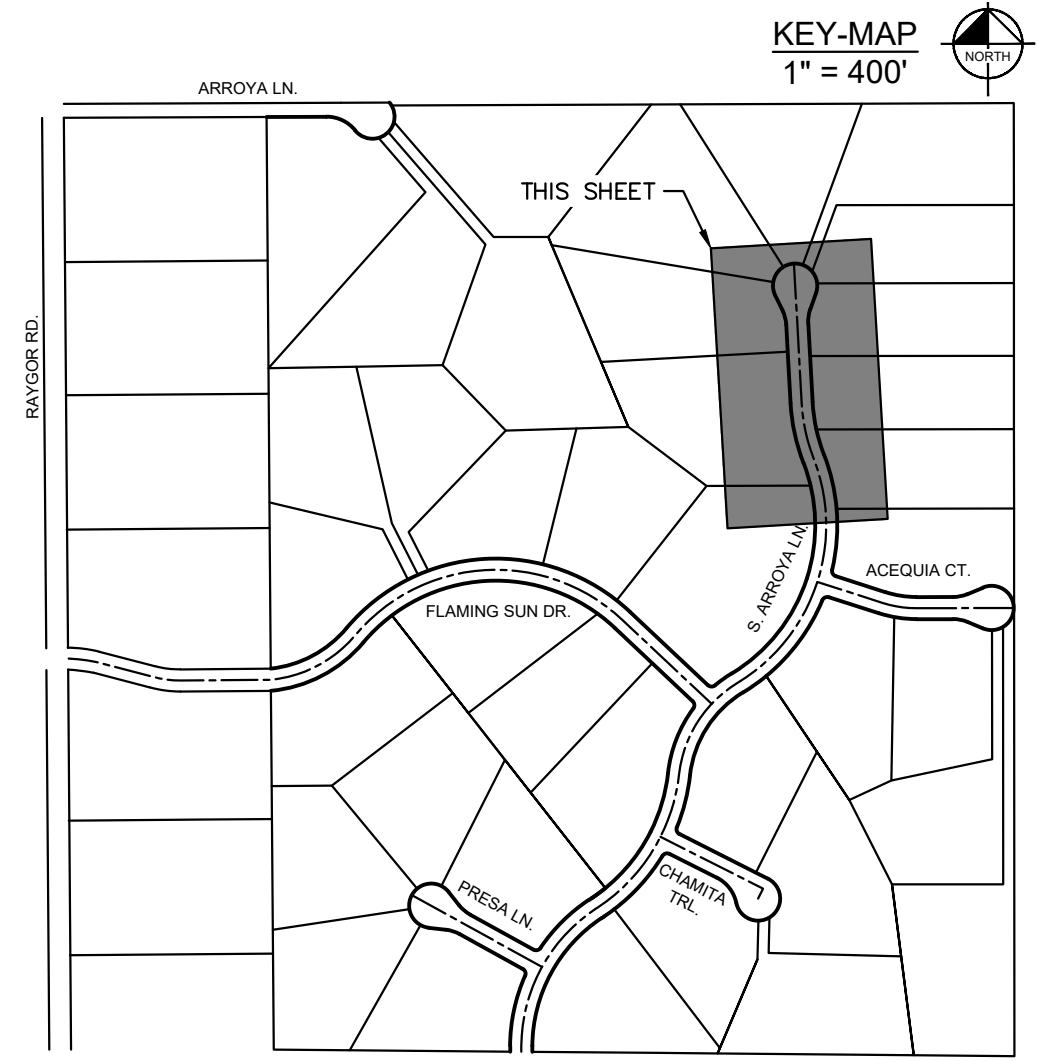 KEY-MAP
1" = 400'
NORTH
ARROYA LN.
THIS SHEET
RAYGOR RD.
S. ARROYA LN.
ACEQUIA CT.
FLAMING SUN DR.
CHAMITA
TRL.
PRESA LN.